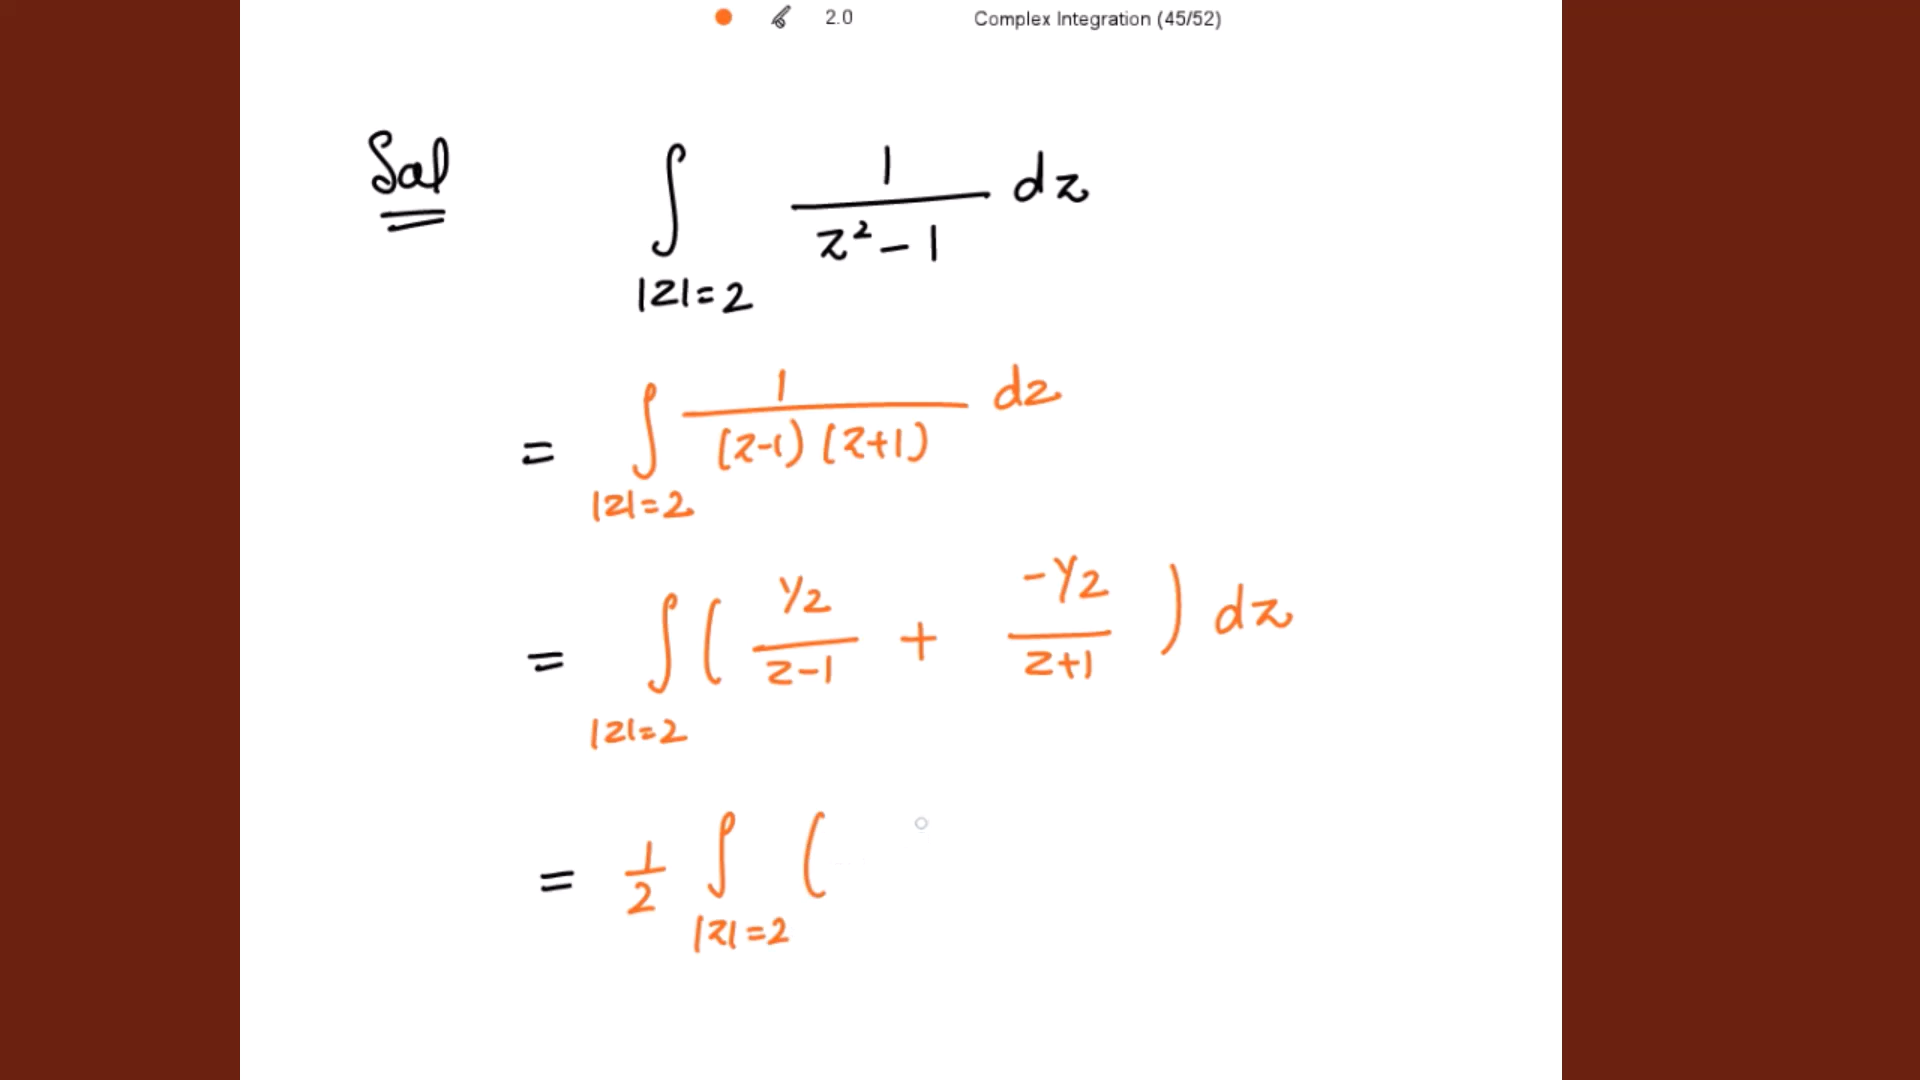 2.0 Complex Integration (45/52)
Sol ∫ 1/(z²-1) dz
|z|=2
= ∫ 1/((z-1)(z+1)) dz
|z|=2
= ∫ ( ½/(z-1) + -½/(z+1) ) dz
|z|=2
= 1/2 ∫ (
|z|=2